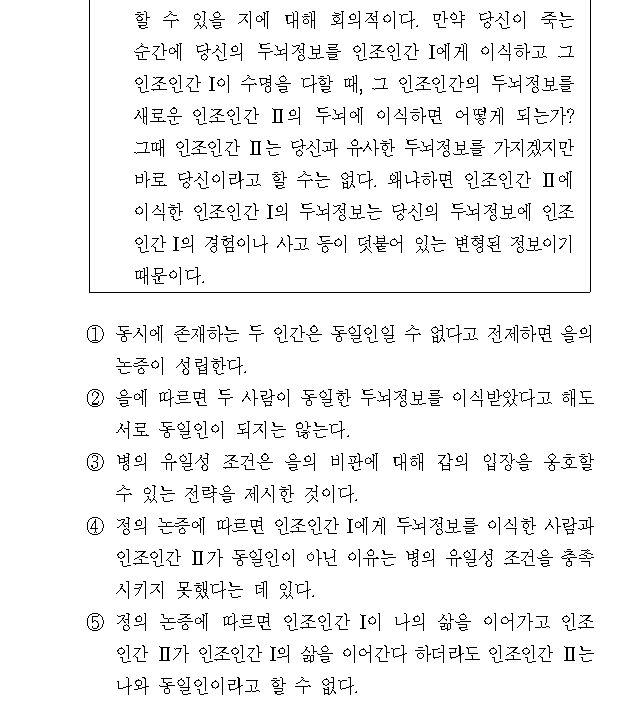 할 수 있을 지에 대해 회의적이다. 만약 당신이 죽는
순간에 당신의 두뇌정보를 인조인간 Ⅰ에게 이식하고 그
인조인간 Ⅰ이 수명을 다할 때, 그 인조인간의 두뇌정보를
새로운 인조인간 Ⅱ의 두뇌에 이식하면 어떻게 되는가?
그때 인조인간 Ⅱ는 당신과 유사한 두뇌정보를 가지겠지만
바로 당신이라고 할 수는 없다. 왜냐하면 인조인간 Ⅱ에
이식한 인조인간 Ⅰ의 두뇌정보는 당신의 두뇌정보에 인조
인간 Ⅰ의 경험이나 사고 등이 덧붙어 있는 변형된 정보이기
때문이다.
① 동시에 존재하는 두 인간은 동일인일 수 없다고 전제하면 을의
논증이 성립한다.
② 을에 따르면 두 사람이 동일한 두뇌정보를 이식받았다고 해도
서로 동일인이 되지는 않는다.
③ 병의 유일성 조건은 을의 비판에 대해 갑의 입장을 옹호할
수 있는 전략을 제시한 것이다.
④ 정의 논증에 따르면 인조인간 Ⅰ에게 두뇌정보를 이식한 사람과
인조인간 Ⅱ가 동일인이 아닌 이유는 병의 유일성 조건을 충족
시키지 못했다는 데 있다.
⑤ 정의 논증에 따르면 인조인간 Ⅰ이 나의 삶을 이어가고 인조
인간 Ⅱ가 인조인간 Ⅰ의 삶을 이어간다 하더라도 인조인간 Ⅱ는
나와 동일인이라고 할 수 없다.